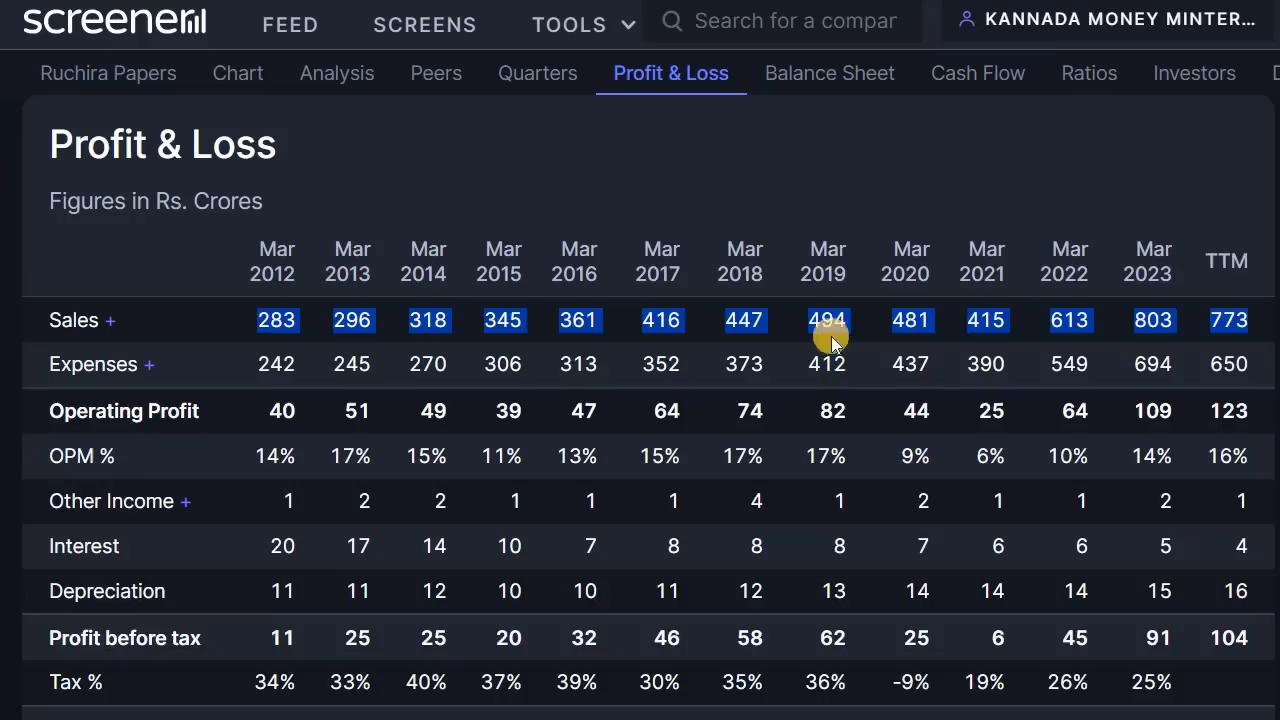 screener
FEED SCREENS TOOLS Search for a compar KANNADA MONEY MINTER...
Ruchira Papers Chart Analysis Peers Quarters Profit & Loss Balance Sheet Cash Flow Ratios Investors D
Profit & Loss
Figures in Rs. Crores
Mar 2012 Mar 2013 Mar 2014 Mar 2015 Mar 2016 Mar 2017 Mar 2018 Mar 2019 Mar 2020 Mar 2021 Mar 2022 Mar 2023 TTM
Sales + 283 296 318 345 361 416 447 494 481 415 613 803 773
Expenses + 242 245 270 306 313 352 373 412 437 390 549 694 650
Operating Profit 40 51 49 39 47 64 74 82 44 25 64 109 123
OPM % 14% 17% 15% 11% 13% 15% 17% 17% 9% 6% 10% 14% 16%
Other Income + 1 2 2 1 1 1 4 1 2 1 1 2 1
Interest 20 17 14 10 7 8 8 8 7 6 6 5 4
Depreciation 11 11 12 10 10 11 12 13 14 14 14 15 16
Profit before tax 11 25 25 20 32 46 58 62 25 6 45 91 104
Tax % 34% 33% 40% 37% 39% 30% 35% 36% -9% 19% 26% 25%